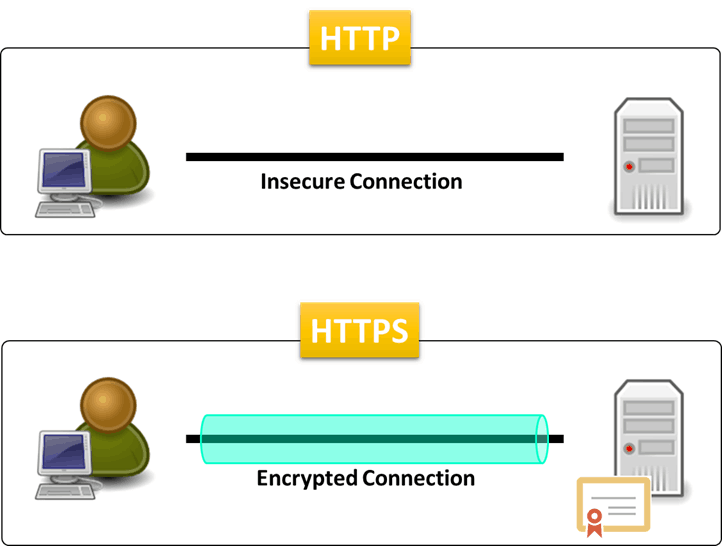 HTTP
Insecure Connection
HTTPS
Encrypted Connection